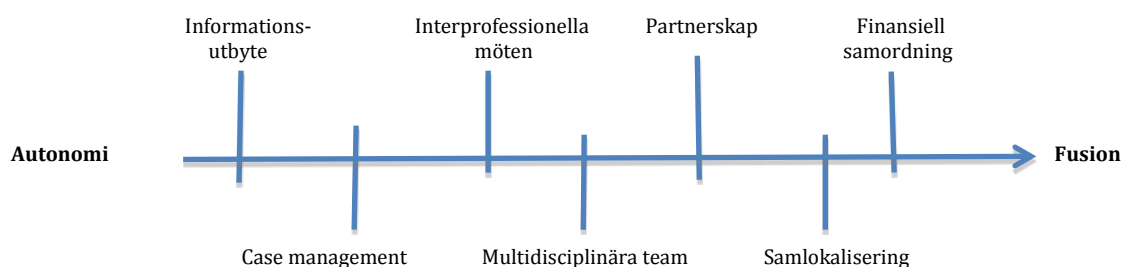 Informations-
utbyte
Interprofessionella
möten
Partnerskap
Finansiell
samordning
Autonomi
Fusion
Case management
Multidisciplinära team
Samlokalisering